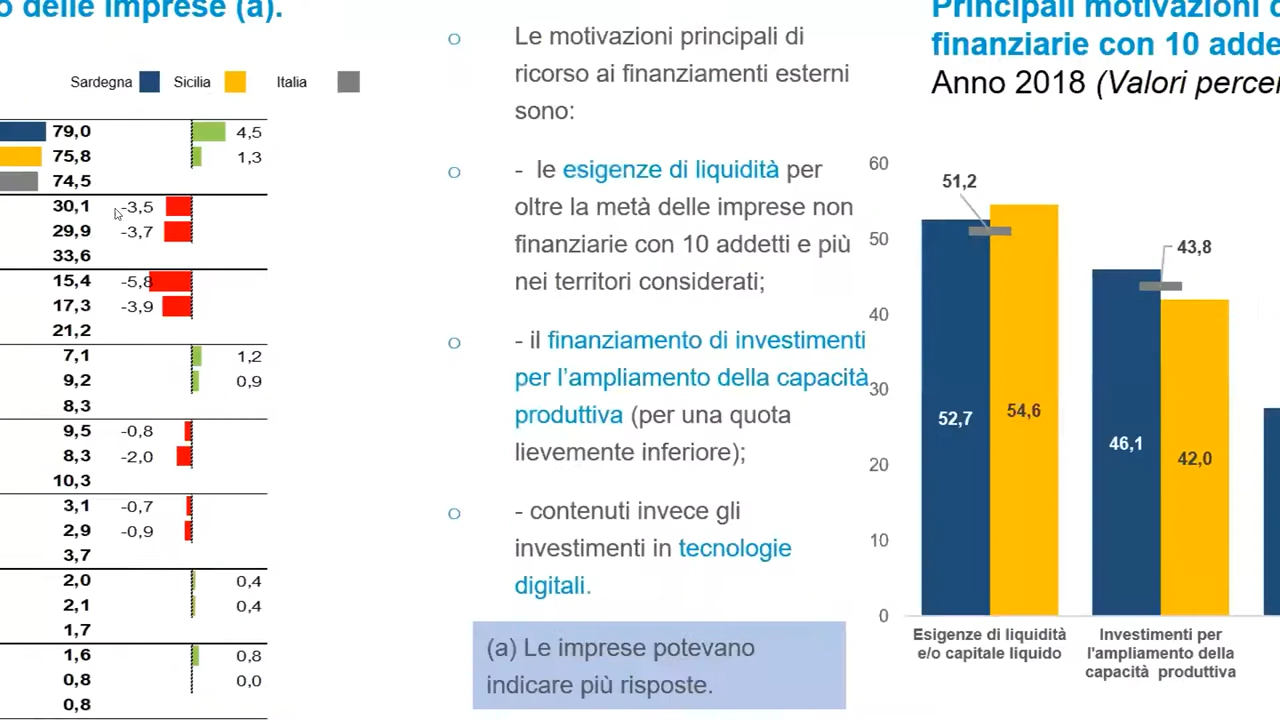 o delle imprese (a).
Sardegna Sicilia Italia
79,0 4,5
75,8 1,3
74,5
30,1 -3,5
29,9 -3,7
33,6
15,4 -5,8
17,3 -3,9
21,2
7,1 1,2
9,2 0,9
8,3
9,5 -0,8
8,3 -2,0
10,3
3,1 -0,7
2,9 -0,9
3,7
2,0 0,4
2,1 0,4
1,7
1,6 0,8
0,8 0,0
0,8
o Le motivazioni principali di
ricorso ai finanziamenti esterni
sono:
o - le esigenze di liquidità per
oltre la metà delle imprese non
finanziarie con 10 addetti e più
nei territori considerati;
o - il finanziamento di investimenti
per l’ampliamento della capacità
produttiva (per una quota
lievemente inferiore);
o - contenuti invece gli
investimenti in tecnologie
digitali.
(a) Le imprese potevano
indicare più risposte.
Principali motivazioni
finanziarie con 10 adde
Anno 2018 (Valori percer
60
50
40
30
20
10
0
51,2
43,8
52,7
54,6
46,1
42,0
Esigenze di liquidità
e/o capitale liquido
Investimenti per
l'ampliamento della
capacità produttiva